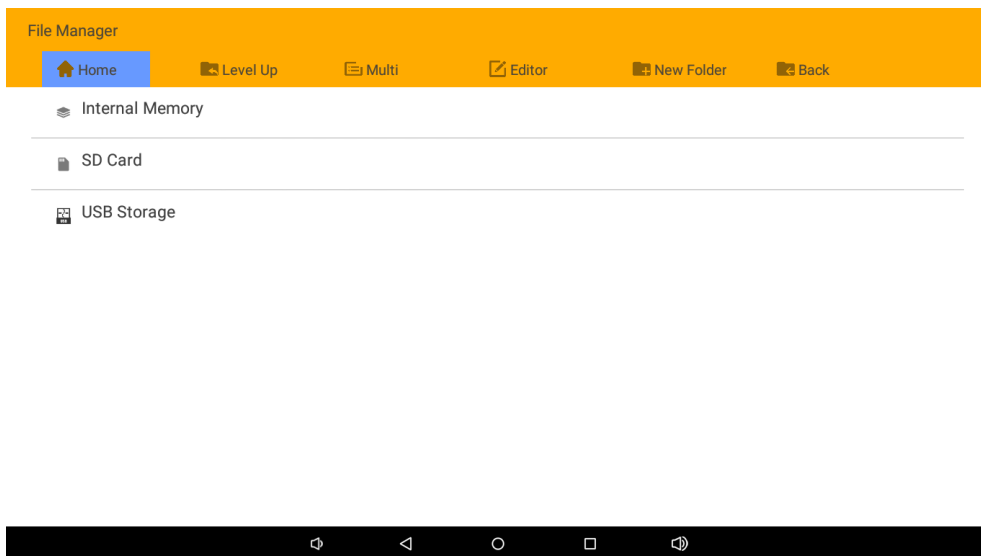 File Manager
Home Level Up Multi Editor New Folder Back
Internal Memory
SD Card
USB Storage